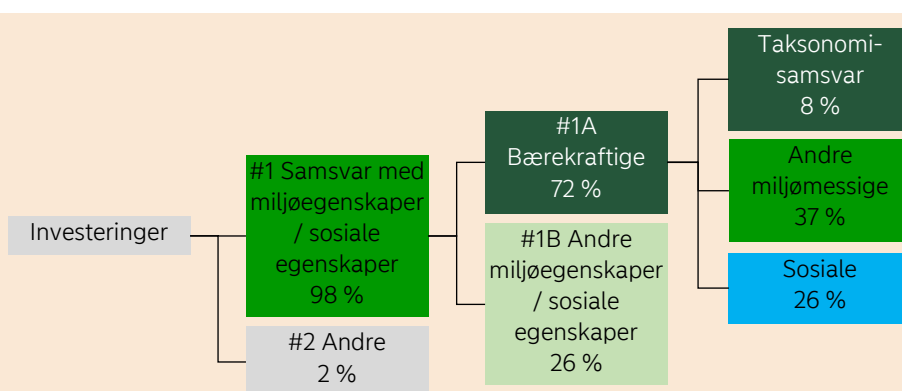 Investeringer
#1 Samsvar med
miljøegenskaper
/ sosiale
egenskaper
98 %
#2 Andre
2 %
#1A
Bærekraftige
72 %
#1B Andre
miljøegenskaper
/ sosiale
egenskaper
26 %
Taksonomi-
samsvar
8 %
Andre
miljømessige
37 %
Sosiale
26 %